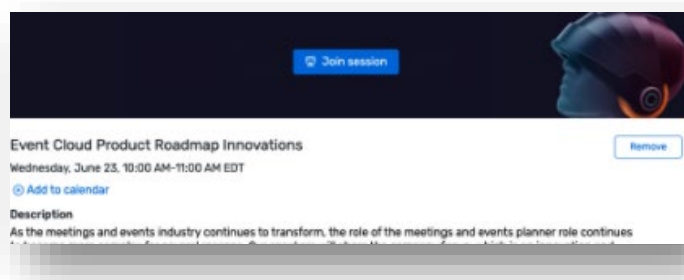 Join session
Event Cloud Product Roadmap Innovations
Remove
Wednesday, June 23, 10:00 AM-11:00 AM EDT
Add to calendar
Description
As the meetings and events industry continues to transform, the role of the meetings and events planner role continues